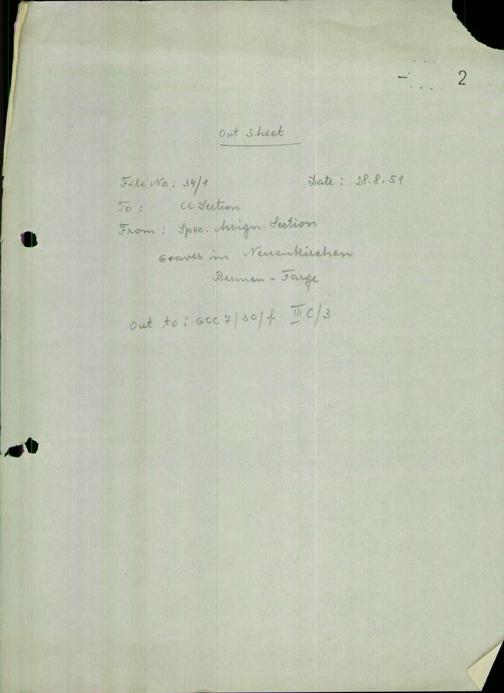 2
Out Sheet
File No: 34/1 Date: 28.8.51
To: CC Section
From: Spec. Assign. Section
Graves in Neuenkirchen
Bremen - Farge
Out to: GCC 7/30/f III C/3